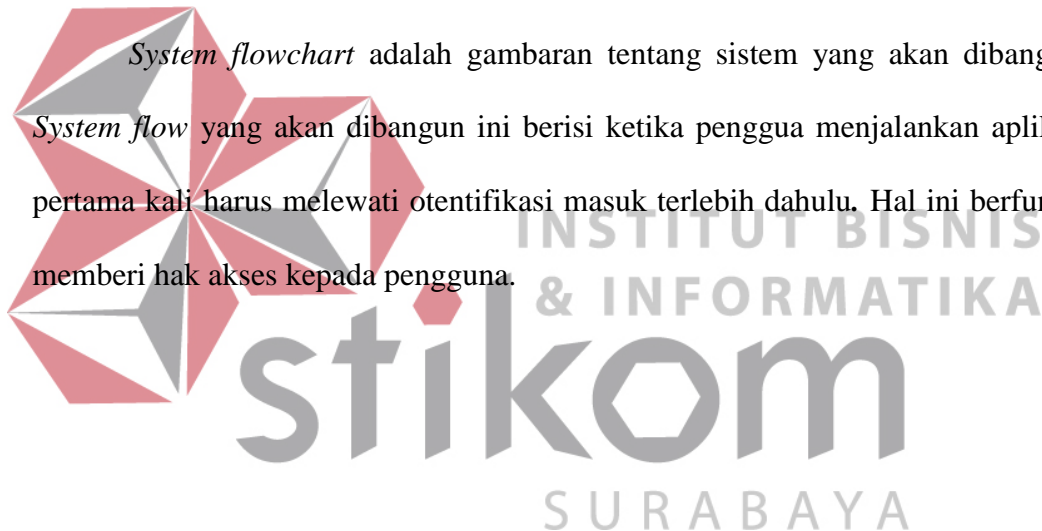 System flowchart adalah gambaran tentang sistem yang akan dibang
System flow yang akan dibangun ini berisi ketika penggua menjalankan aplil
pertama kali harus melewati otentifikasi masuk terlebih dahulu. Hal ini berfu
memberi hak akses kepada pengguna.
INSTITUT BISNIS
& INFORMATIKA
stikom
SURABAYA